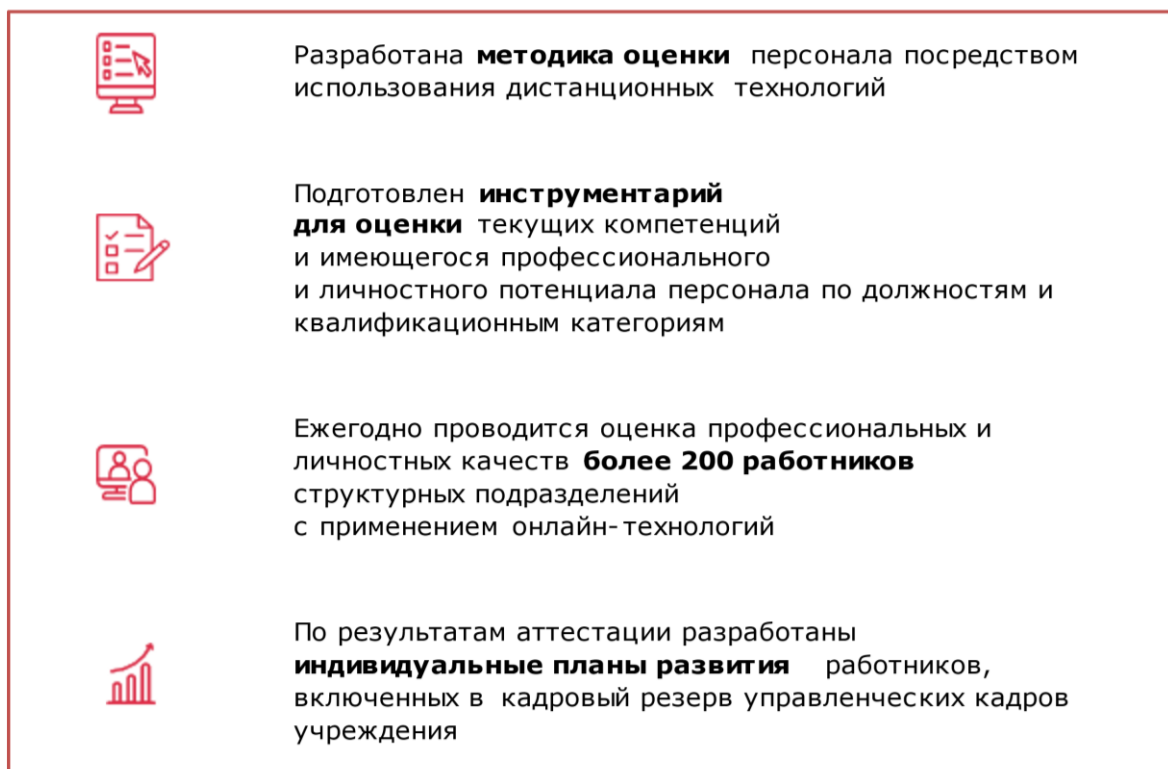 Разработана методика оценки персонала посредством
использования дистанционных технологий
Подготовлен инструментарий
для оценки текущих компетенций
и имеющегося профессионального
и личностного потенциала персонала по должностям и
квалификационным категориям
Ежегодно проводится оценка профессиональных и
личностных качеств более 200 работников
структурных подразделений
с применением онлайн-технологий
По результатам аттестации разработаны
индивидуальные планы развития работников,
включенных в кадровый резерв управленческих кадров
учреждения